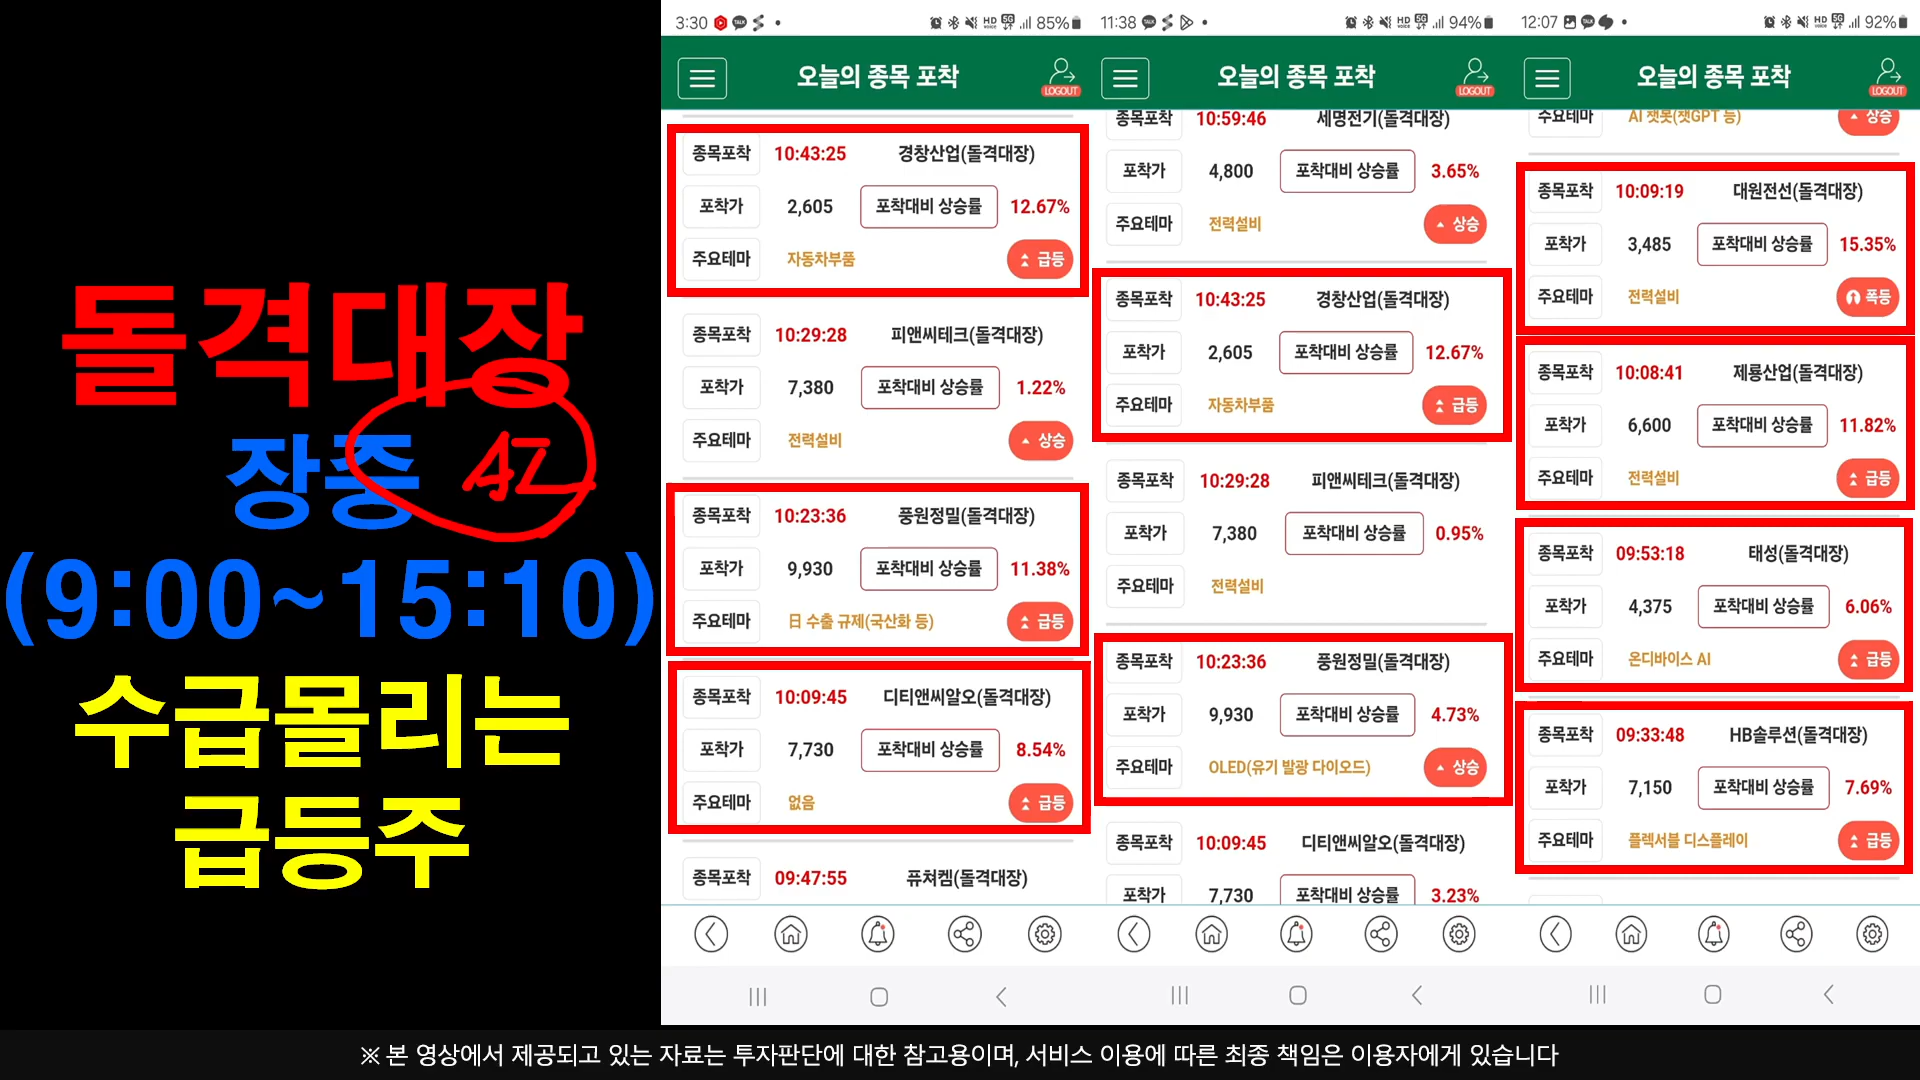 돌격대장
장중
AI
(9:00~15:10)
수급몰리는
급등주
3:30 85%
오늘의 종목 포착
LOGOUT
종목포착 10:43:25 경창산업(돌격대장)
포착가 2,605 포착대비 상승률 12.67%
주요테마 자동차부품 급등
종목포착 10:29:28 피앤씨테크(돌격대장)
포착가 7,380 포착대비 상승률 1.22%
주요테마 전력설비 상승
종목포착 10:23:36 풍원정밀(돌격대장)
포착가 9,930 포착대비 상승률 11.38%
주요테마 日 수출 규제(국산화 등) 급등
종목포착 10:09:45 디티앤씨알오(돌격대장)
포착가 7,730 포착대비 상승률 8.54%
주요테마 없음 급등
종목포착 09:47:55 퓨쳐켐(돌격대장)
11:38 94%
오늘의 종목 포착
LOGOUT
종목포착 10:59:46 세명전기(돌격대장)
포착가 4,800 포착대비 상승률 3.65%
주요테마 전력설비 상승
종목포착 10:43:25 경창산업(돌격대장)
포착가 2,605 포착대비 상승률 12.67%
주요테마 자동차부품 급등
종목포착 10:29:28 피앤씨테크(돌격대장)
포착가 7,380 포착대비 상승률 0.95%
주요테마 전력설비
종목포착 10:23:36 풍원정밀(돌격대장)
포착가 9,930 포착대비 상승률 4.73%
주요테마 OLED(유기 발광 다이오드) 상승
종목포착 10:09:45 디티앤씨알오(돌격대장)
포착가 7,730 포착대비 상승률 3.23%
12:07 92%
오늘의 종목 포착
LOGOUT
주요테마 AI 챗봇(챗GPT 등) 상승
종목포착 10:09:19 대원전선(돌격대장)
포착가 3,485 포착대비 상승률 15.35%
주요테마 전력설비 폭등
종목포착 10:08:41 제룡산업(돌격대장)
포착가 6,600 포착대비 상승률 11.82%
주요테마 전력설비 급등
종목포착 09:53:18 태성(돌격대장)
포착가 4,375 포착대비 상승률 6.06%
주요테마 온디바이스 AI 급등
종목포착 09:33:48 HB솔루션(돌격대장)
포착가 7,150 포착대비 상승률 7.69%
주요테마 플렉서블 디스플레이 급등
※ 본 영상에서 제공되고 있는 자료는 투자판단에 대한 참고용이며, 서비스 이용에 따른 최종 책임은 이용자에게 있습니다